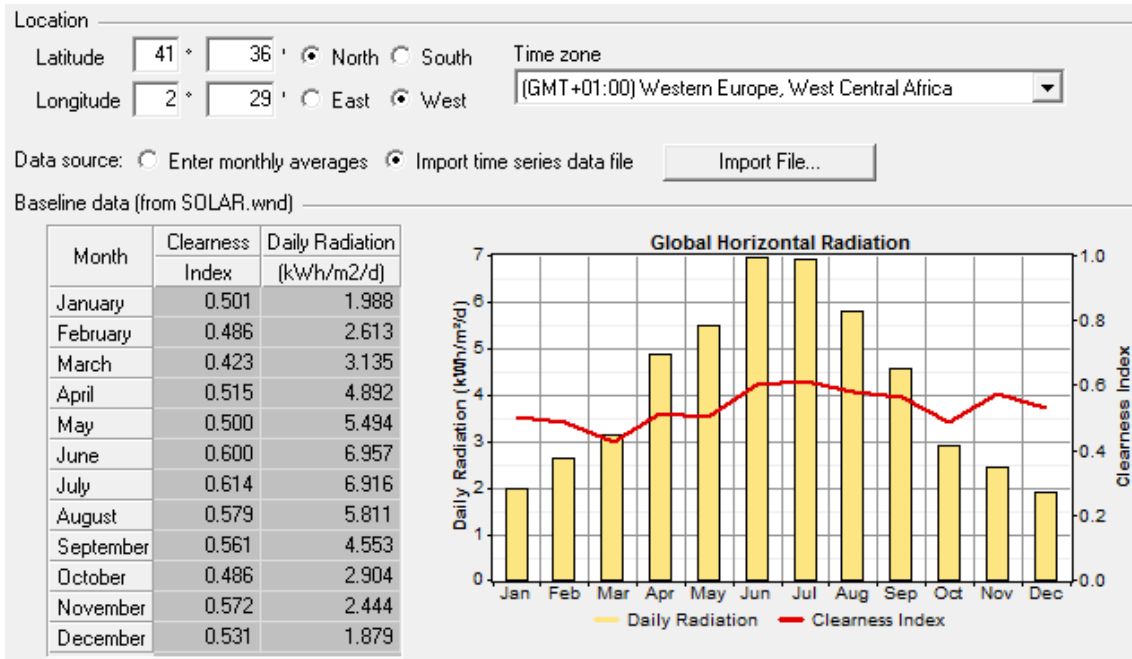 Location
Latitude 41 ° 36 ' North South Time zone
Longitude 2 ° 29 ' East West (GMT+01:00) Western Europe, West Central Africa
Data source: Enter monthly averages Import time series data file Import File...
Baseline data (from SOLAR.wnd)
Month Clearness Index Daily Radiation (kWh/m2/d)
January 0.501 1.988
February 0.486 2.613
March 0.423 3.135
April 0.515 4.892
May 0.500 5.494
June 0.600 6.957
July 0.614 6.916
August 0.579 5.811
September 0.561 4.553
October 0.486 2.904
November 0.572 2.444
December 0.531 1.879
Global Horizontal Radiation
Daily Radiation (kWh/m²/d)
7
6
5
4
3
2
1
0
Jan Feb Mar Apr May Jun Jul Aug Sep Oct Nov Dec
1.0
0.8
0.6
0.4
0.2
0.0
Clearness Index
Daily Radiation Clearness Index